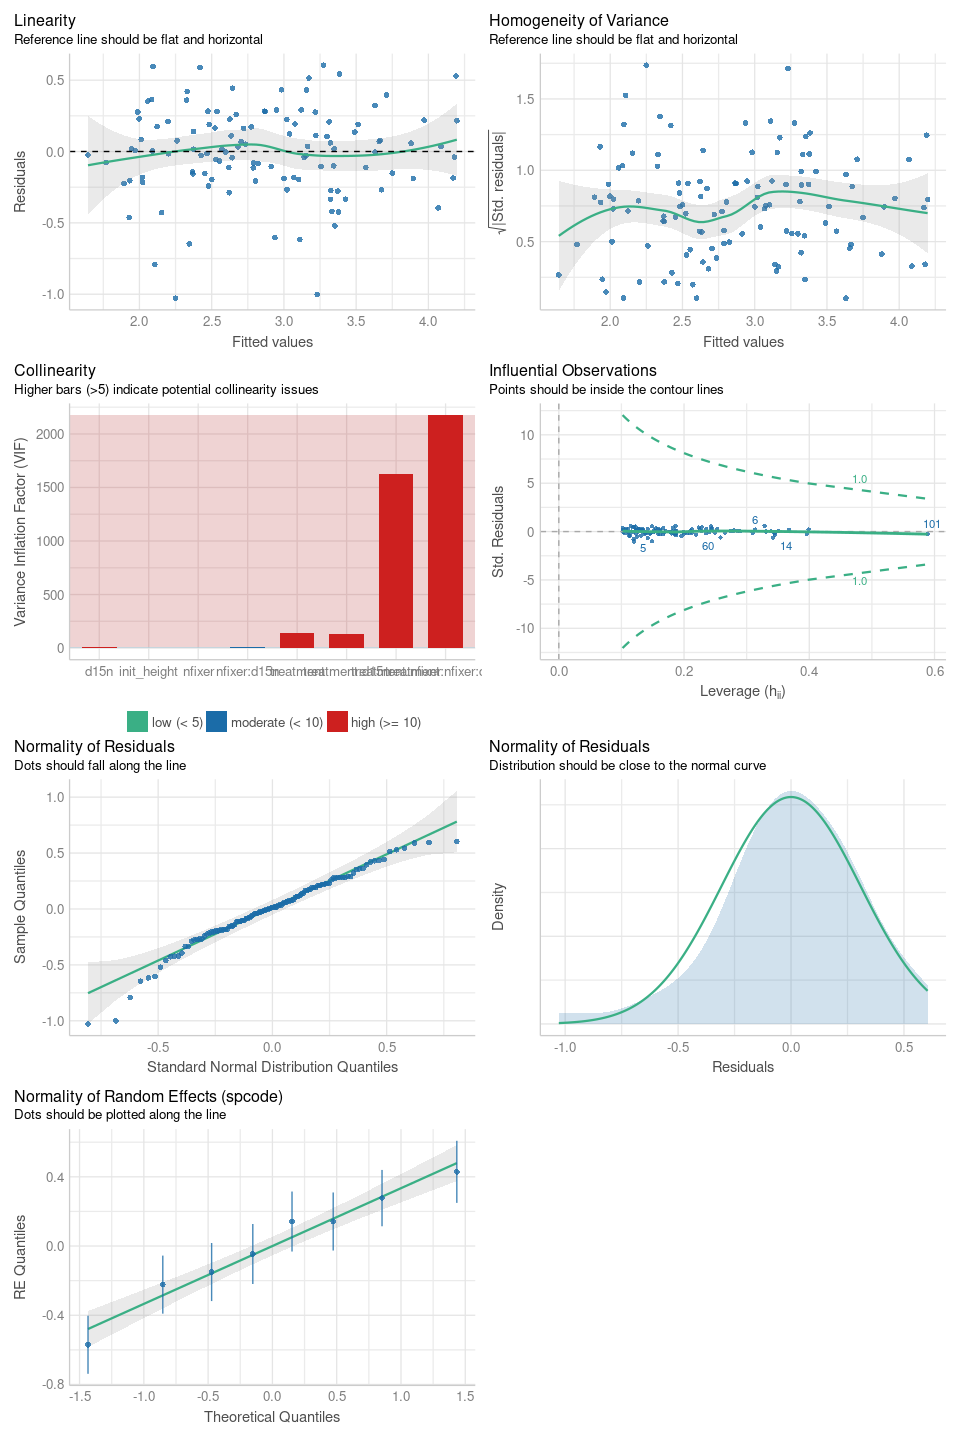 Linearity
Reference line should be flat and horizontal
Residuals
0.5
0.0
-0.5
-1.0
2.0 2.5 3.0 3.5 4.0
Fitted values
Homogeneity of Variance
Reference line should be flat and horizontal
√|Std. residuals|
1.5
1.0
0.5
2.0 2.5 3.0 3.5 4.0
Fitted values
Collinearity
Higher bars (>5) indicate potential collinearity issues
Variance Inflation Factor (VIF)
2000
1500
1000
500
0
d15n init_height nfixer nfixer:d15n
low (< 5) moderate (< 10) high (>= 10)
Influential Observations
Points should be inside the contour lines
Std. Residuals
10
5
0
-5
-10
1.0
6
101
5
60
14
1.0
0.0 0.2 0.4 0.6
Leverage (hii)
Normality of Residuals
Dots should fall along the line
Sample Quantiles
1.0
0.5
0.0
-0.5
-1.0
-0.5 0.0 0.5
Standard Normal Distribution Quantiles
Normality of Residuals
Distribution should be close to the normal curve
Density
-1.0 -0.5 0.0 0.5
Residuals
Normality of Random Effects (spcode)
Dots should be plotted along the line
RE Quantiles
0.4
0.0
-0.4
-0.8
-1.5 -1.0 -0.5 0.0 0.5 1.0 1.5
Theoretical Quantiles